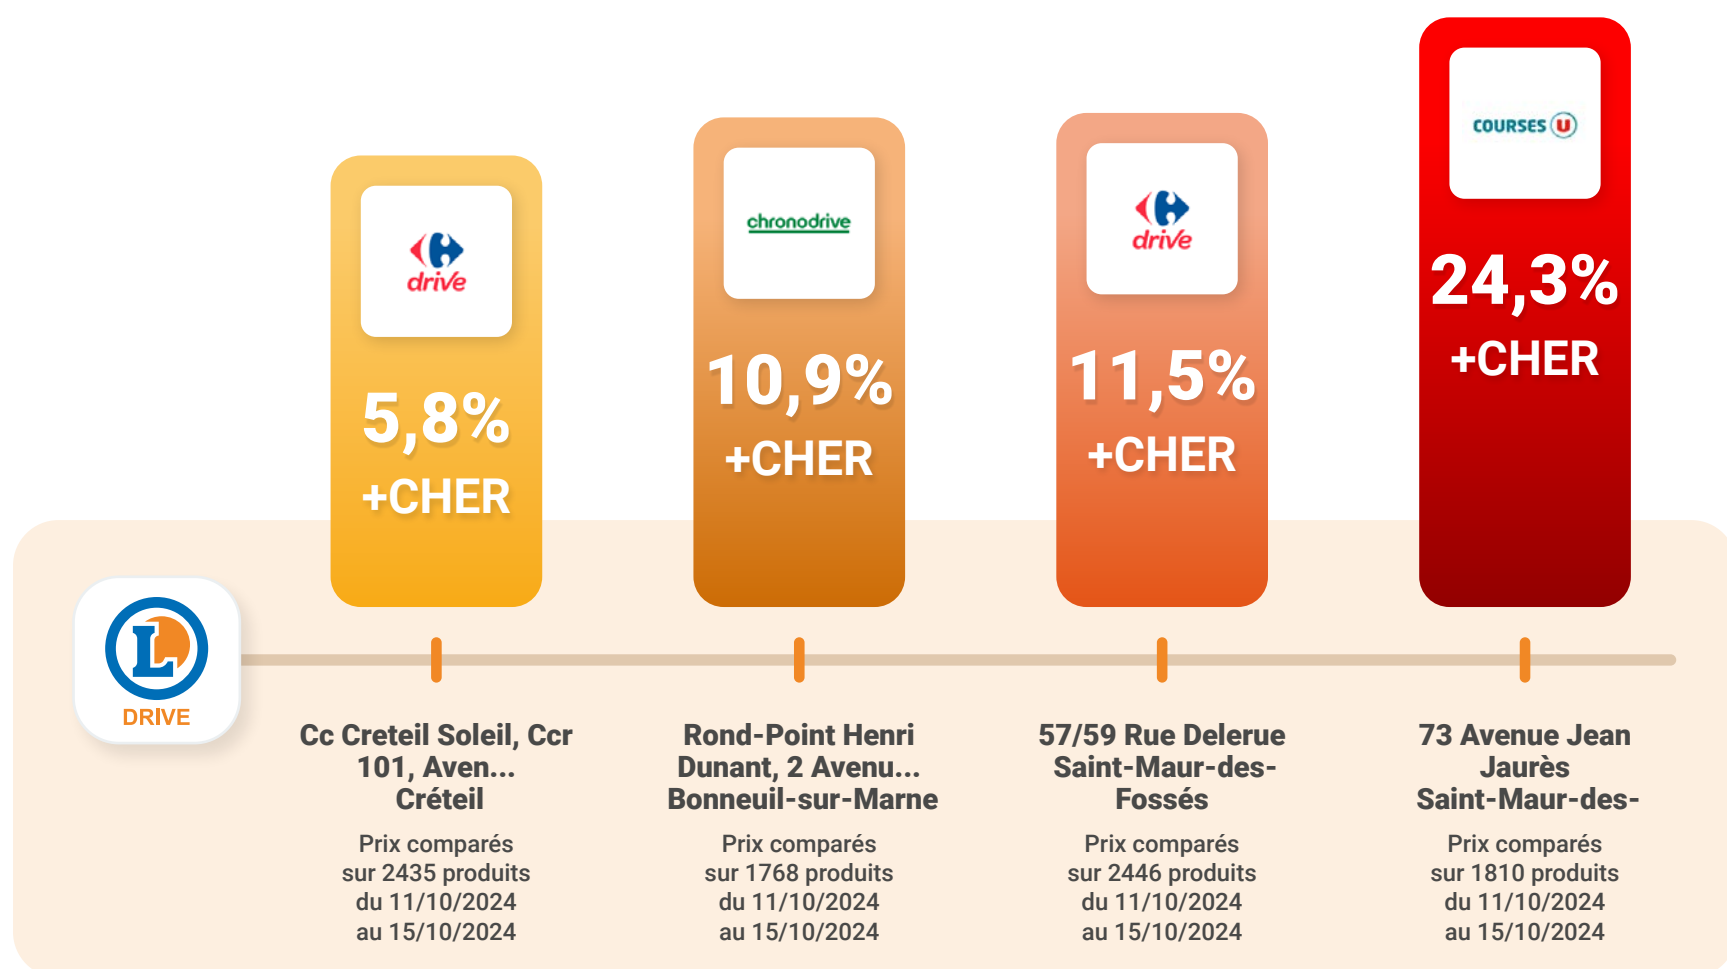 drive
5,8%
+CHER
chronodrive
10,9%
+CHER
drive
11,5%
+CHER
COURSES U
24,3%
+CHER
L
DRIVE
Cc Creteil Soleil, Ccr
101, Aven...
Créteil
Prix comparés
sur 2435 produits
du 11/10/2024
au 15/10/2024
Rond-Point Henri
Dunant, 2 Avenu...
Bonneuil-sur-Marne
Prix comparés
sur 1768 produits
du 11/10/2024
au 15/10/2024
57/59 Rue Delerue
Saint-Maur-des-
Fossés
Prix comparés
sur 2446 produits
du 11/10/2024
au 15/10/2024
73 Avenue Jean
Jaurès
Saint-Maur-des-
Prix comparés
sur 1810 produits
du 11/10/2024
au 15/10/2024